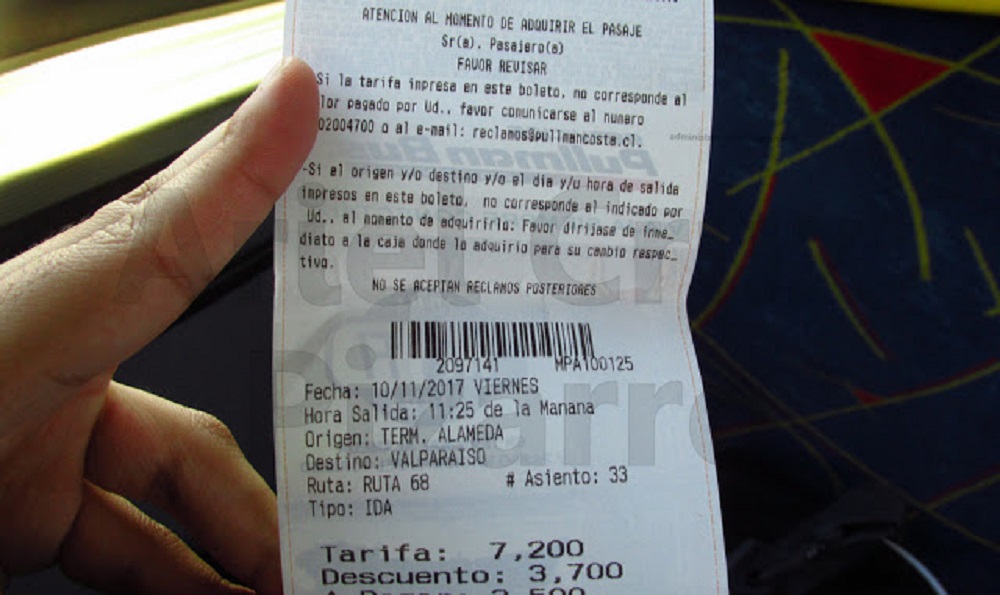 ATENCION AL MOMENTO DE ADQUIRIR EL PASAJE
Sr(a). Pasajero(a)
FAVOR REVISAR
Si la tarifa impresa en este boleto, no corresponde al
lor pagado por Ud., favor comunicarse al numero
02004700 o al e-mail: reclamos@pullmancosta.cl.
Pullman Bus
-Si el origen y/o destino y/o el dia y/u hora de salida
impresos en este boleto, no corresponde al indicado por
Ud., al momento de adquirirlo: Favor dirijase de inme_
diato a la caja donde lo adquirio para su cambio respec_
tivo.
NO SE ACEPTAN RECLAMOS POSTERIORES
2097141 MPA100125
Fecha: 10/11/2017 VIERNES
Hora Salida: 11:25 de la Manana
Origen: TERM. ALAMEDA
Destino: VALPARAISO
Ruta: RUTA 68 # Asiento: 33
Tipo: IDA
Tarifa: 7,200
Descuento: 3,700